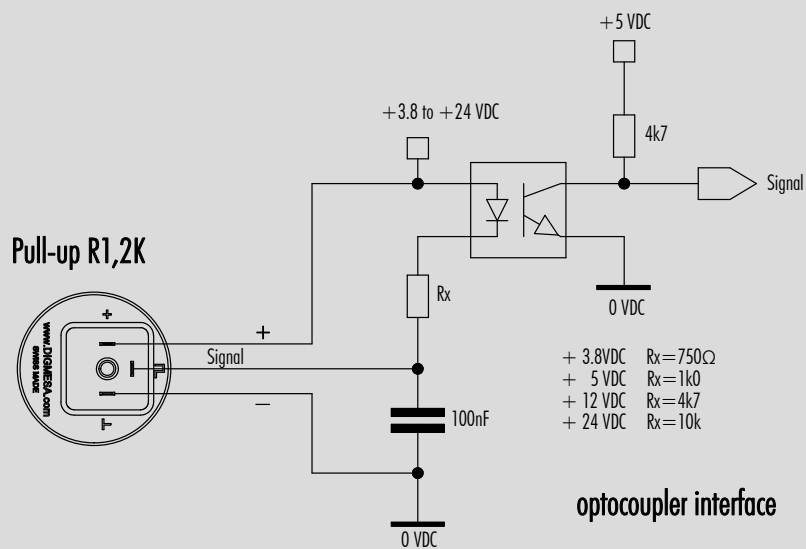 +5 VDC
+3.8 to +24 VDC
4k7
Signal
Pull-up R1,2K
Rx
0 VDC
+
www.DIGMESA.com
SWISS MADE
+
Signal
−
100nF
+ 3.8VDC Rx=750Ω
+ 5 VDC Rx=1k0
+ 12 VDC Rx=4k7
+ 24 VDC Rx=10k
optocoupler interface
0 VDC